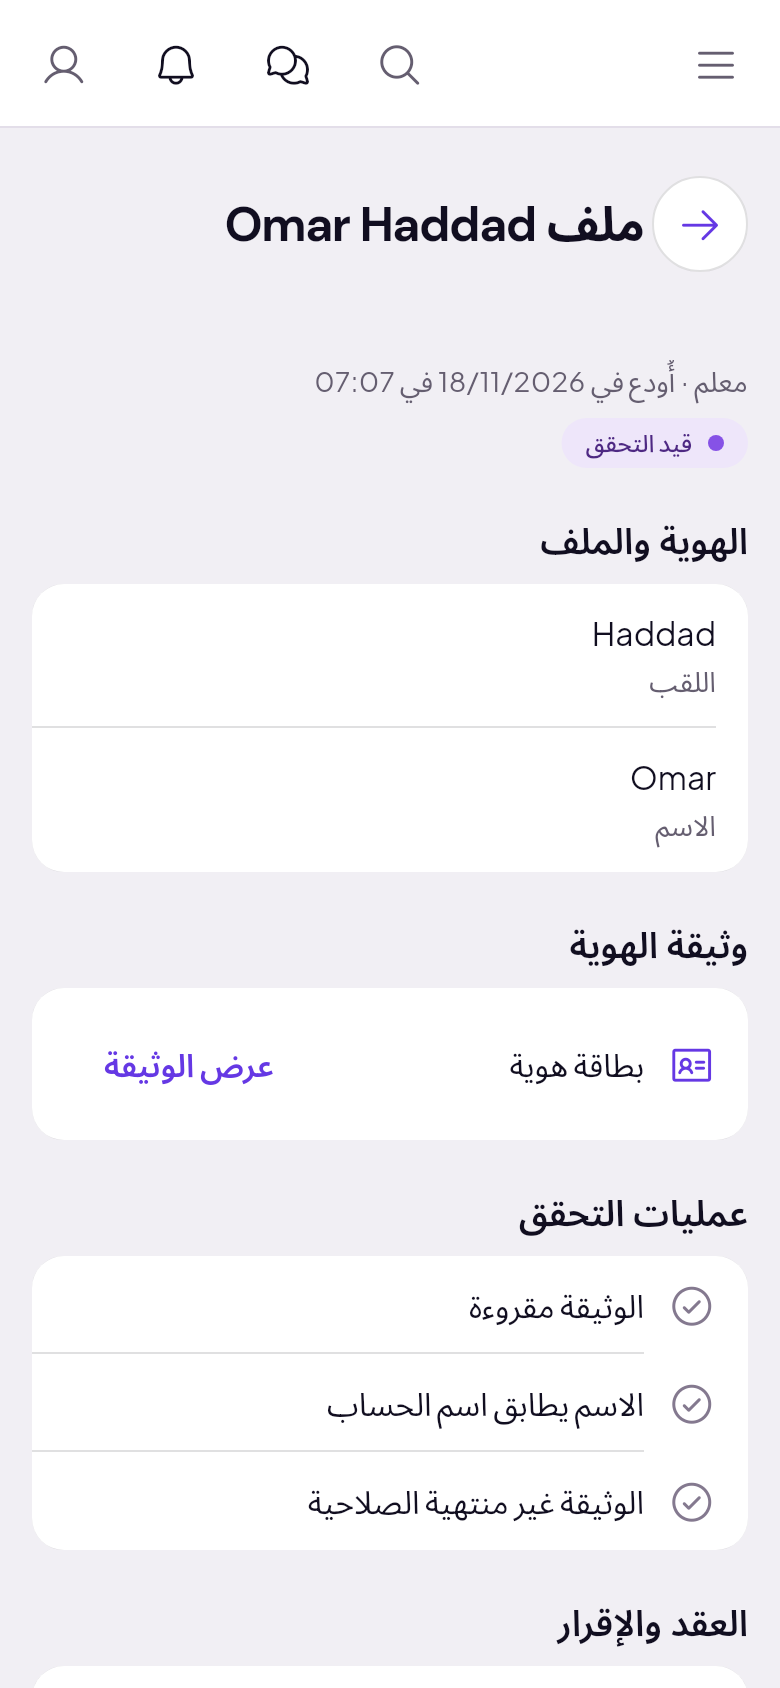 ملف Omar Haddad
معلم · أُودع في 18/11/2026 في 07:07
قيد التحقق
الهوية والملف
Haddad
اللقب
Omar
الاسم
وثيقة الهوية
بطاقة هوية
عرض الوثيقة
عمليات التحقق
الوثيقة مقروءة
الاسم يطابق اسم الحساب
الوثيقة غير منتهية الصلاحية
العقد والإقرار